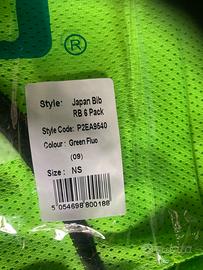 ®
Style: Japan Bib
RB 6 Pack
Style Code: P2EA9540
Colour: Green Fluo
(09)
Size: NS
5 054698 800188